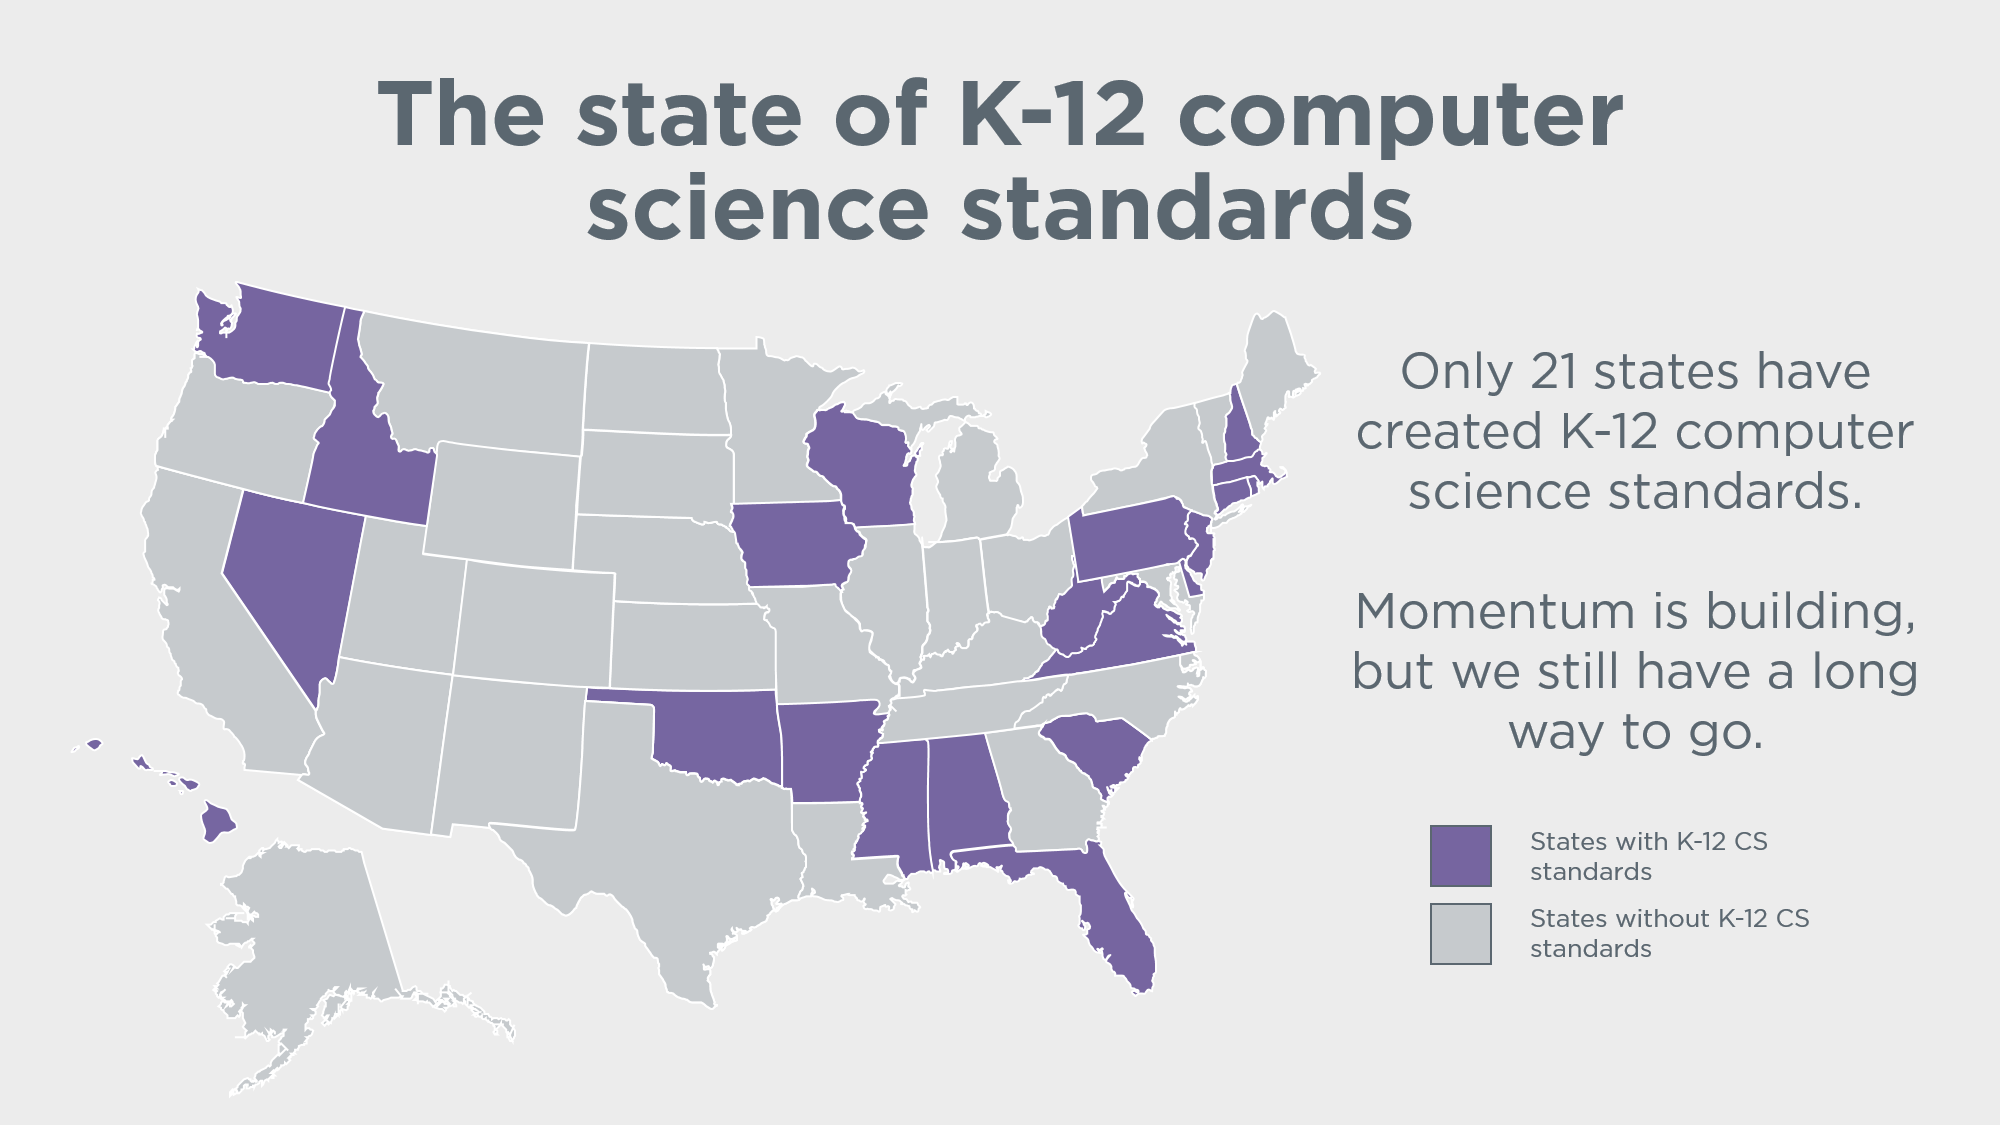 The state of K-12 computer
science standards
Only 21 states have
created K-12 computer
science standards.
Momentum is building,
but we still have a long
way to go.
States with K-12 CS
standards
States without K-12 CS
standards